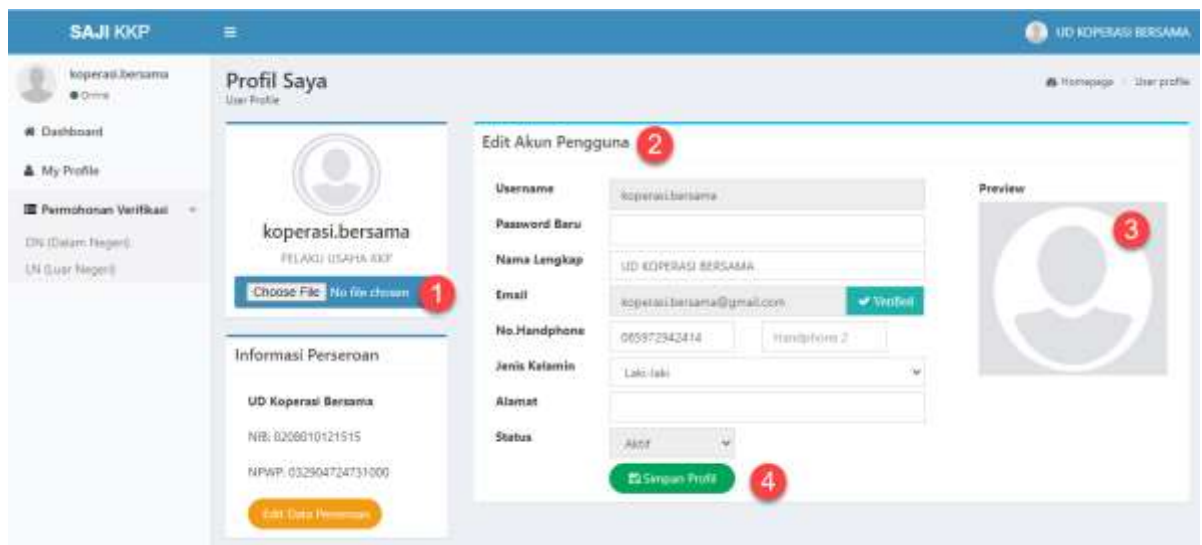 SAJI KKP
UD KOPERASI BERSAMA
koperasi.bersama
Online
Profil Saya
User Profile
Homepage
User profile
Dashboard
My Profile
Permohonan Verifikasi
DN (Dalam Negeri)
LN (Luar Negeri)
koperasi.bersama
PELAKU USAHA KKP
Choose File No file chosen
1
Informasi Perseroan
UD Koperasi Bersama
NIB: 0208010121515
NPWP: 032904724731000
Edit Data Perseroan
Edit Akun Pengguna
2
Username
koperasi.bersama
Password Baru
Nama Lengkap
UD KOPERASI BERSAMA
Email
koperasi.bersama@gmail.com
Verified
No.Handphone
085972942414
Handphone 2
Jenis Kelamin
Laki-laki
Alamat
Status
Aktif
Simpan Profil
4
Preview
3